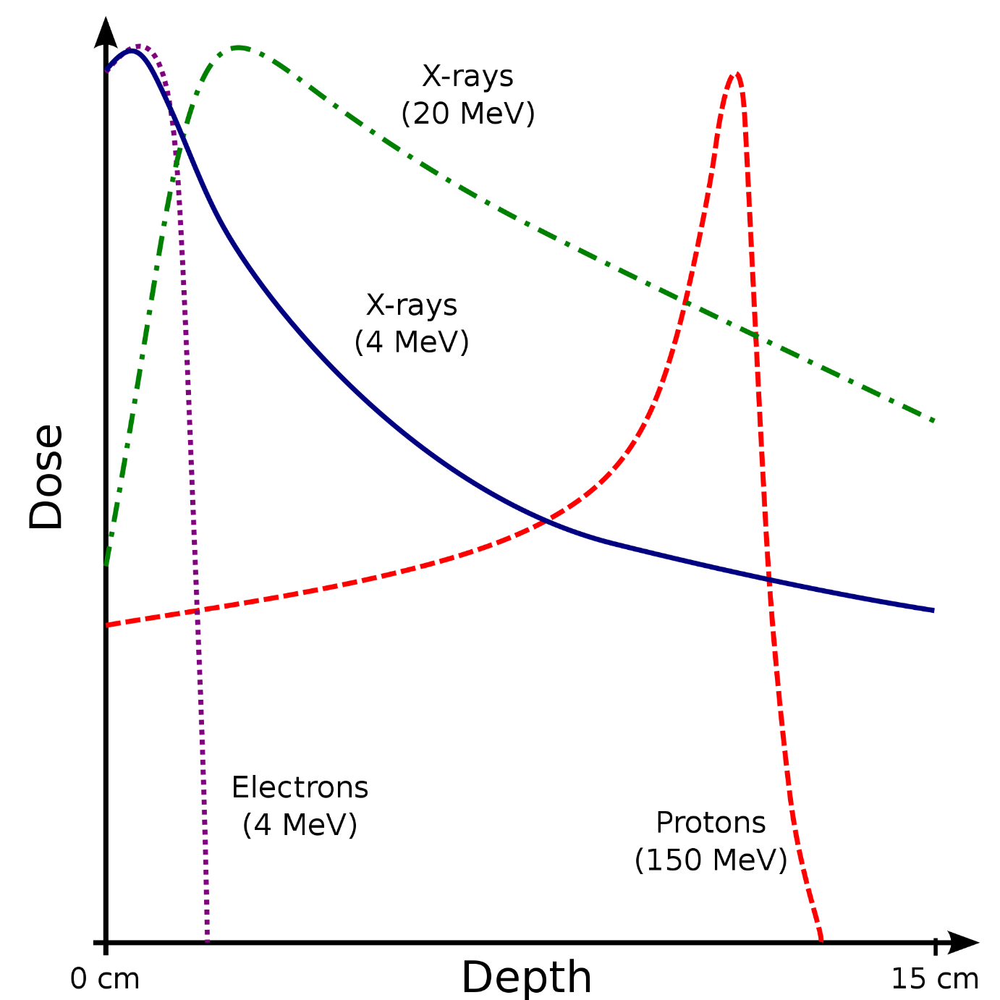 X-rays
(20 MeV)
X-rays
(4 MeV)
Dose
Electrons
(4 MeV)
Protons
(150 MeV)
0 cm
Depth
15 cm